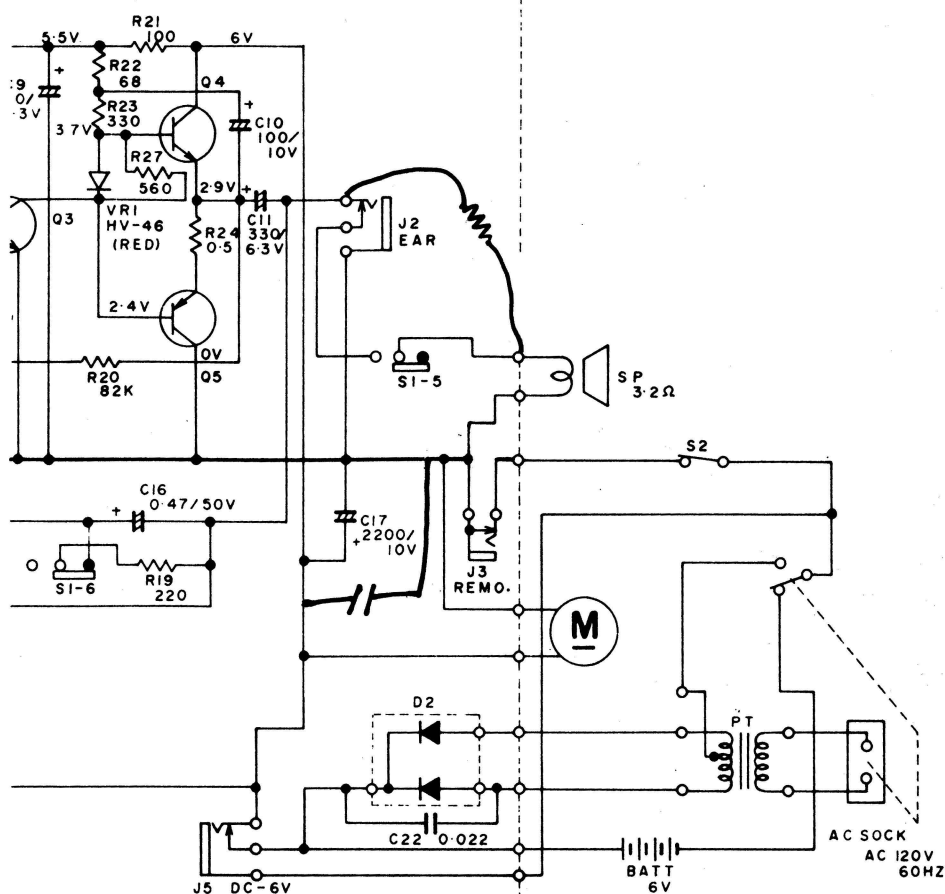 R21
100
5.5V
6V
R22
68
Q4
R23
330
3.7V
C10
100/
10V
R27
560
2.9V
Q3
VR1
HV-46
(RED)
R24
0.5
C11
330/
6.3V
J2
EAR
2.4V
0V
Q5
R20
82K
S1-5
SP
3.2Ω
S2
C16
0.47/50V
C17
2200/
10V
J3
REMO.
S1-6
R19
220
M
D2
PT
C22 0.022
AC SOCK
AC 120V
60HZ
BATT
6V
J5 DC-6V